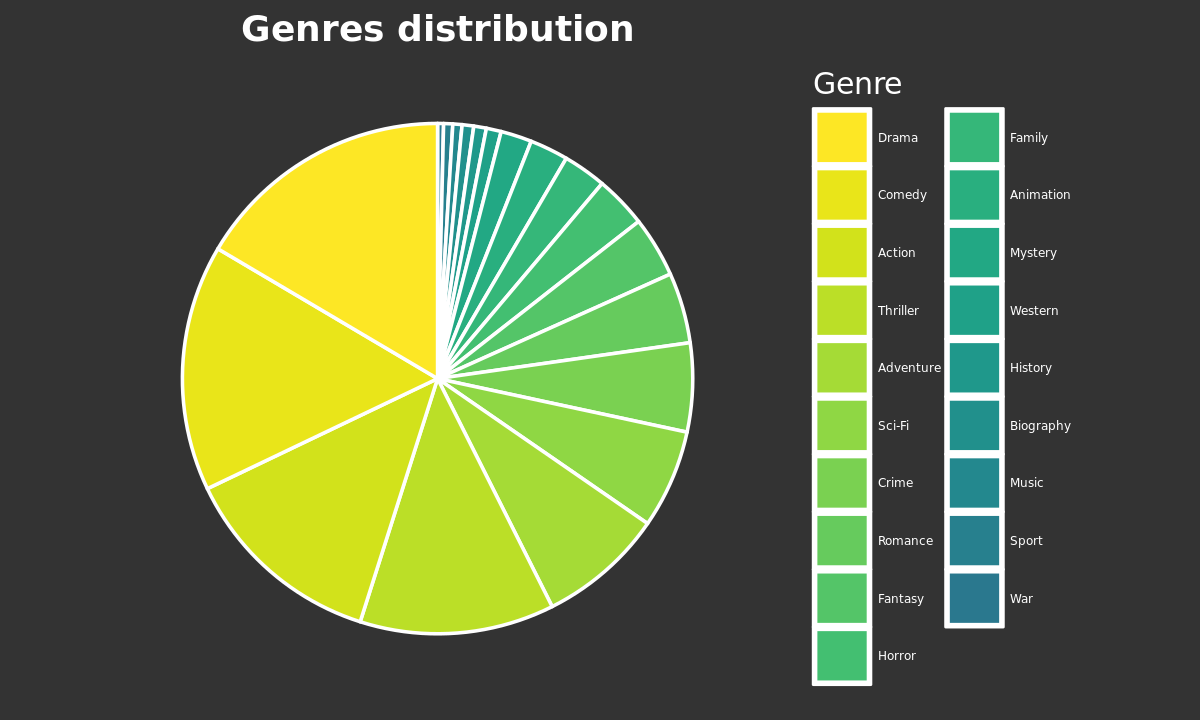 Genres distribution
Genre
Drama
Comedy
Action
Thriller
Adventure
Sci-Fi
Crime
Romance
Fantasy
Horror
Family
Animation
Mystery
Western
History
Biography
Music
Sport
War